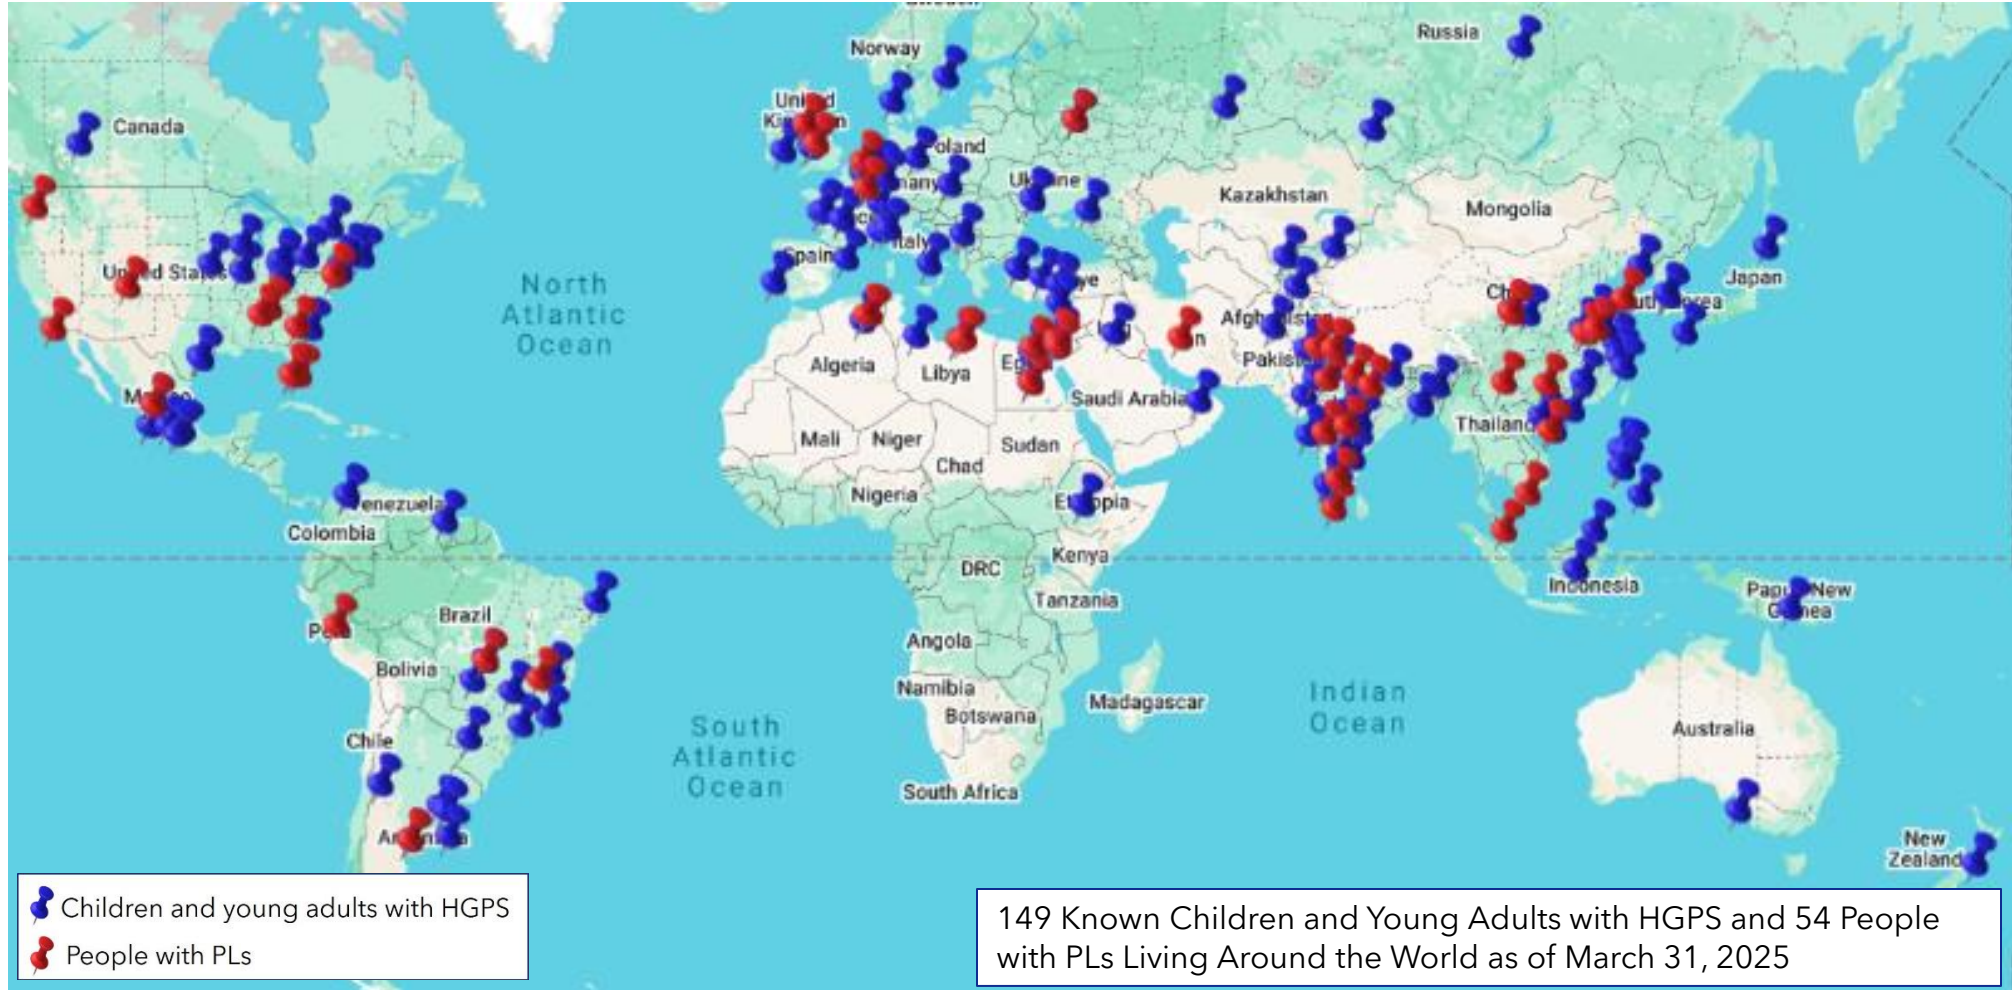 Norway
Russia
Canada
Poland
Kazakhstan
Mongolia
Spain
Italy
Japan
North
Atlantic
Ocean
Algeria
Libya
Saudi Arabia
Thailand
Mali
Niger
Chad
Sudan
Nigeria
Venezuela
Colombia
DRC
Kenya
Tanzania
Indonesia
Brazil
Angola
Bolivia
Namibia
Botswana
Madagascar
Indian
Ocean
South
Atlantic
Ocean
Chile
Australia
South Africa
New
Zealand
Children and young adults with HGPS
People with PLs
149 Known Children and Young Adults with HGPS and 54 People
with PLs Living Around the World as of March 31, 2025